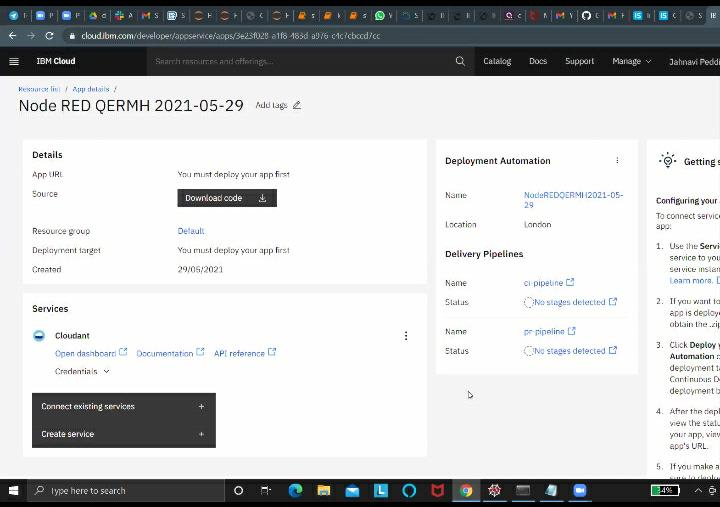 cloud.ibm.com/developer/appservice/apps/3e23f028-a1f8-483d-a976-c4c7cbccd7cc
IBM Cloud
Search resources and offerings...
Catalog
Docs
Support
Manage
Jahnavi Peddi
Resource list / App details /
Node RED QERMH 2021-05-29
Add tags
Details
App URL
You must deploy your app first
Source
Download code
Resource group
Default
Deployment target
You must deploy your app first
Created
29/05/2021
Services
Cloudant
Open dashboard
Documentation
API reference
Credentials
Connect existing services +
Create service +
Deployment Automation
Name
NodeREDQERMH2021-05-
29
Location
London
Delivery Pipelines
Name
ci-pipeline
Status
No stages detected
Name
pr-pipeline
Status
No stages detected
Getting s
Configuring your
To connect service
app:
1. Use the Servi
service to you
service instan
Learn more.
2. If you want to
app is deploye
obtain the .zip
3. Click Deploy y
Automation c
deployment ta
Continuous D
deployment b
4. After the depl
view the statu
your app, view
app's URL.
5. If you make a
Type here to search